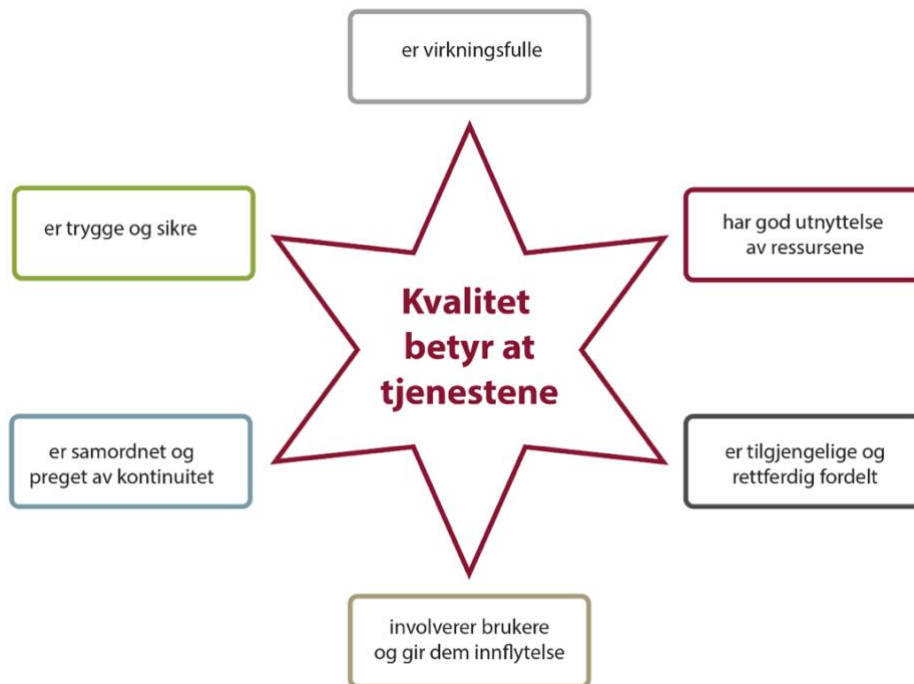 er virkningsfulle
er trygge og sikre
har god utnyttelse
av ressursene
Kvalitet
betyr at
tjenestene
er samordnet og
preget av kontinuitet
er tilgjengelige og
rettferdig fordelt
involverer brukere
og gir dem innflytelse